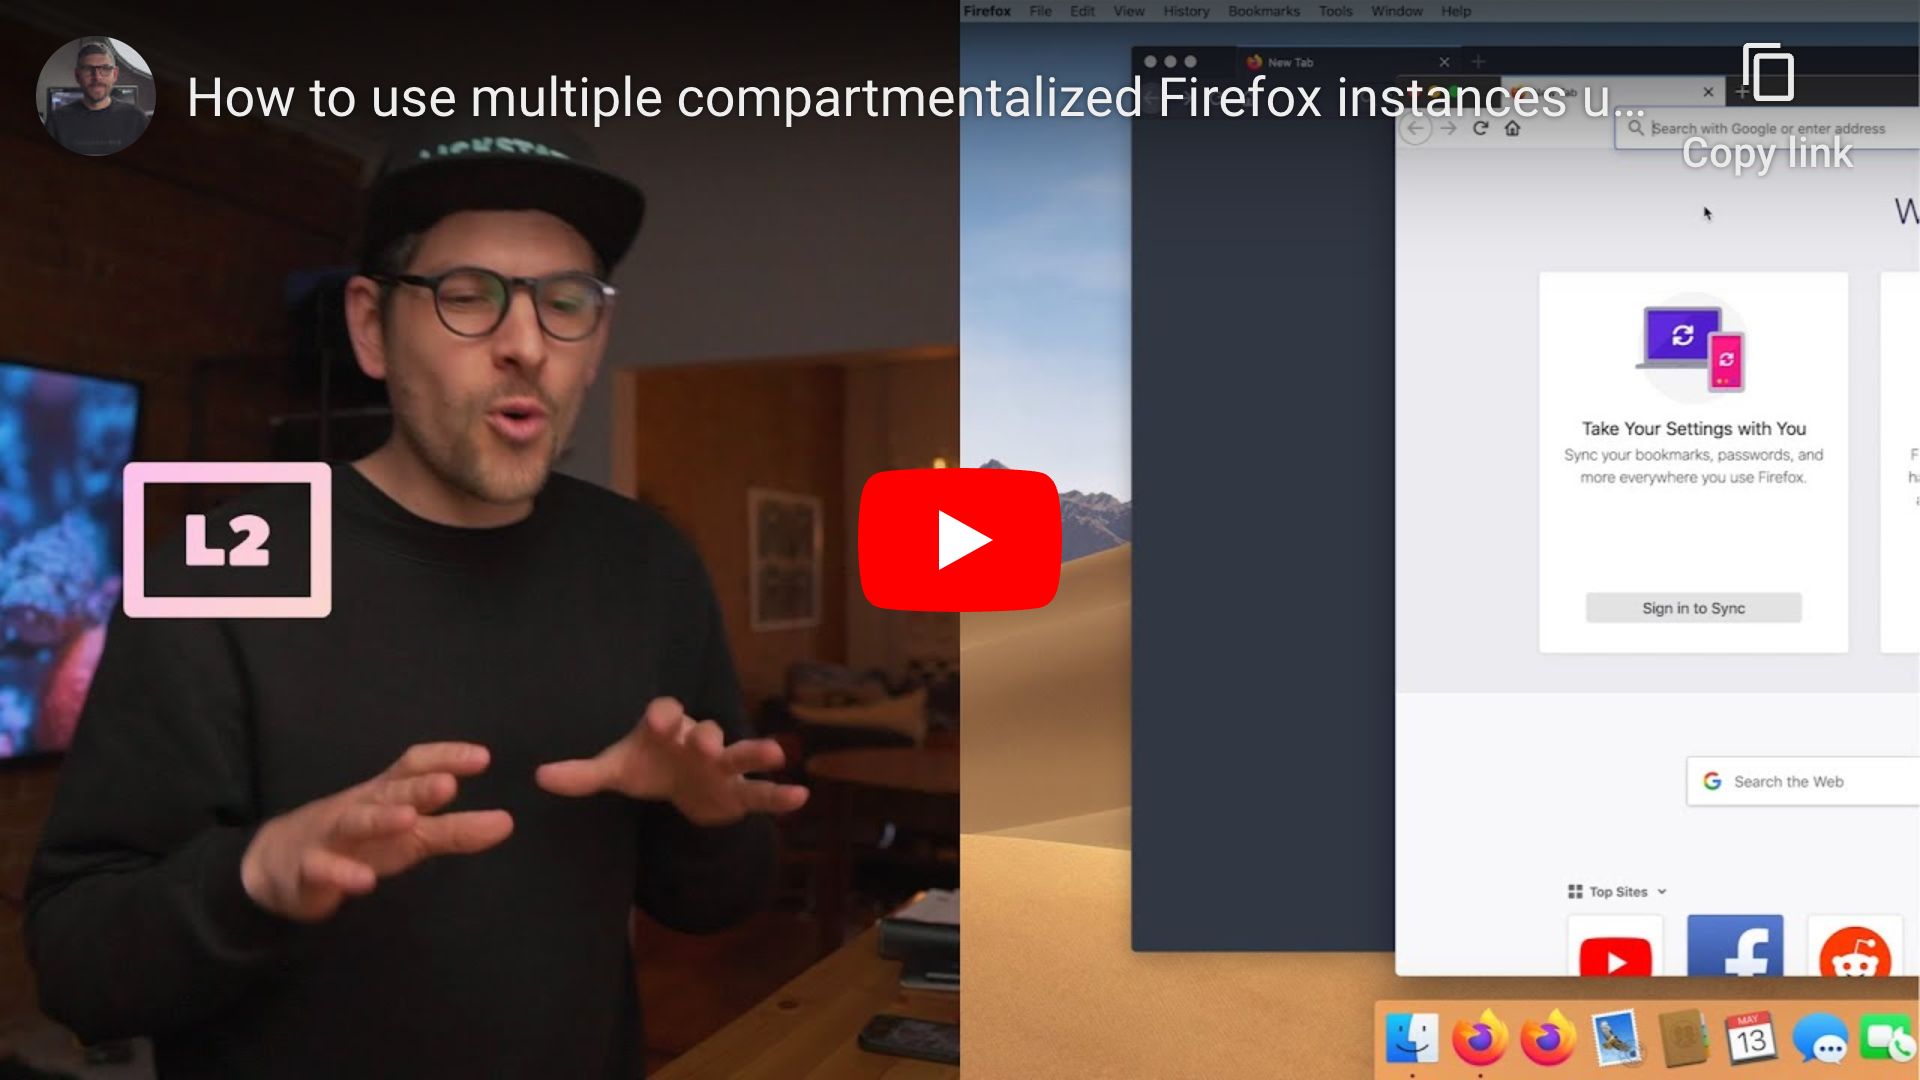 Firefox File Edit View History Bookmarks Tools Window Help
New Tab
How to use multiple compartmentalized Firefox instances u...
Search with Google or enter address
Copy link
W
Take Your Settings with You
Sync your bookmarks, passwords, and
more everywhere you use Firefox.
F
ha
Sign in to Sync
L2
Search the Web
Top Sites
MAY
13